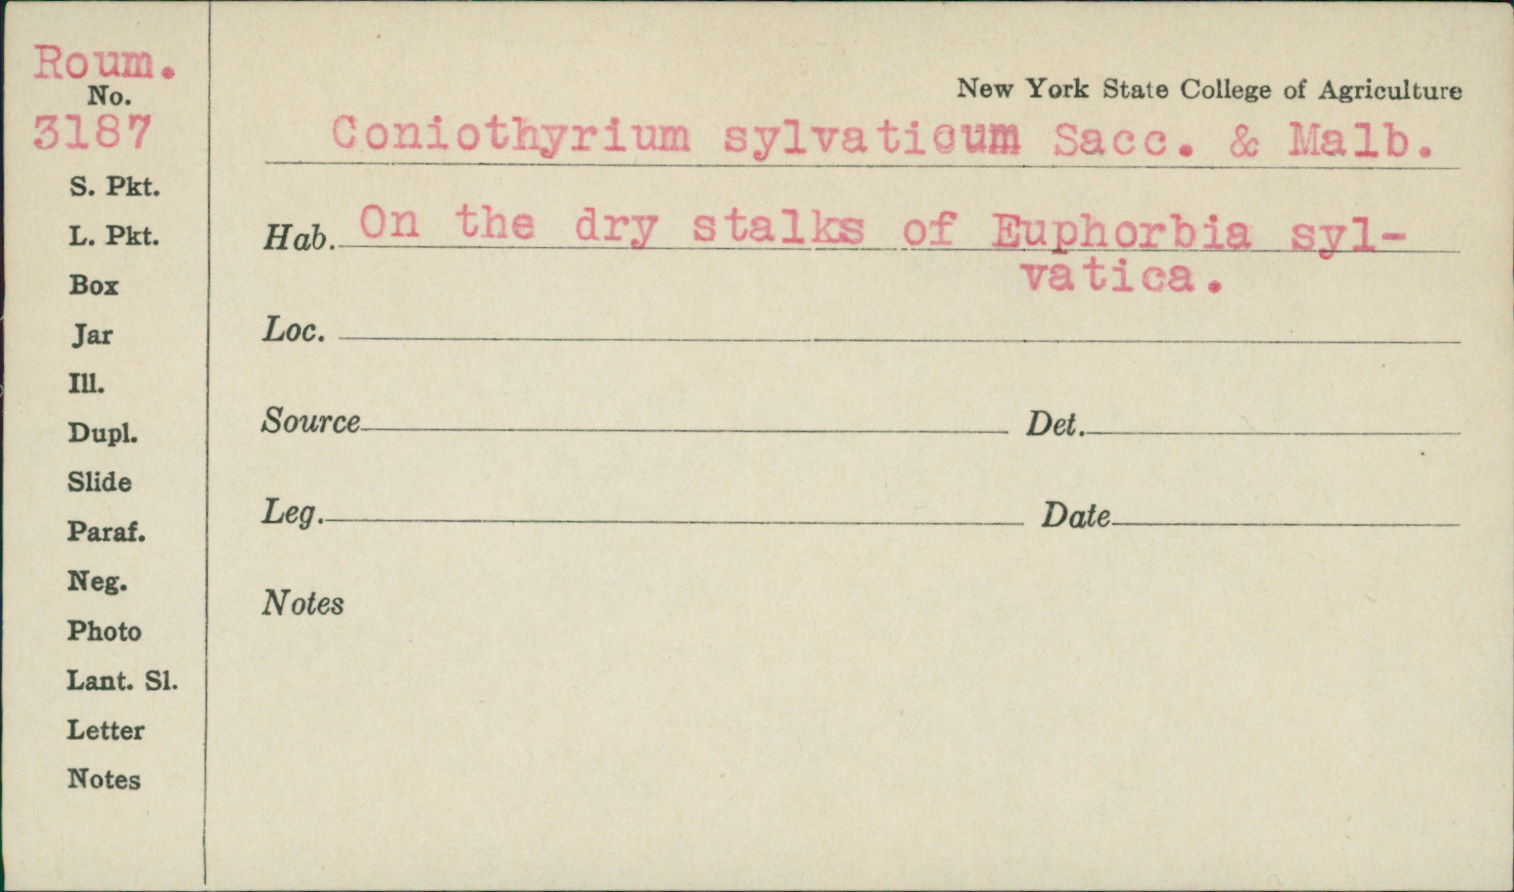 Roum.
No.
3187
S. Pkt.
L. Pkt.
Box
Jar
Ill.
Dupl.
Slide
Paraf.
Neg.
Photo
Lant. Sl.
Letter
Notes
New York State College of Agriculture
Coniothyrium sylvaticum Sacc. & Malb.
Hab. On the dry stalks of Euphorbia syl-
vatica.
Loc.
Source Det.
Leg. Date
Notes